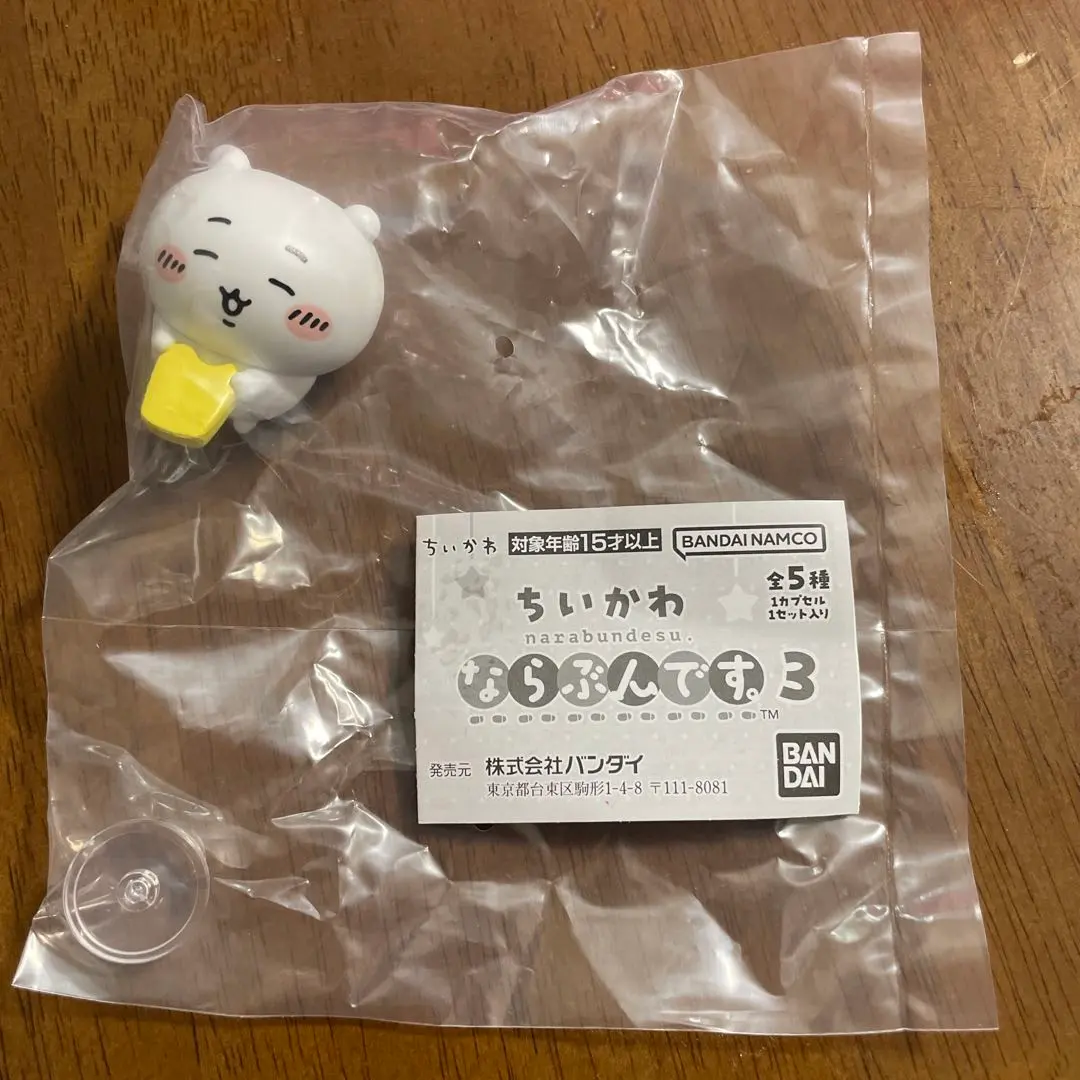 ちいかわ 対象年齢15才以上 BANDAI NAMCO
全5種
1カプセル
1セット入り
ちいかわ
narabundesu.
ならぶんです。3
TM
発売元 株式会社バンダイ
東京都台東区駒形1-4-8 〒111-8081
BAN
DAI